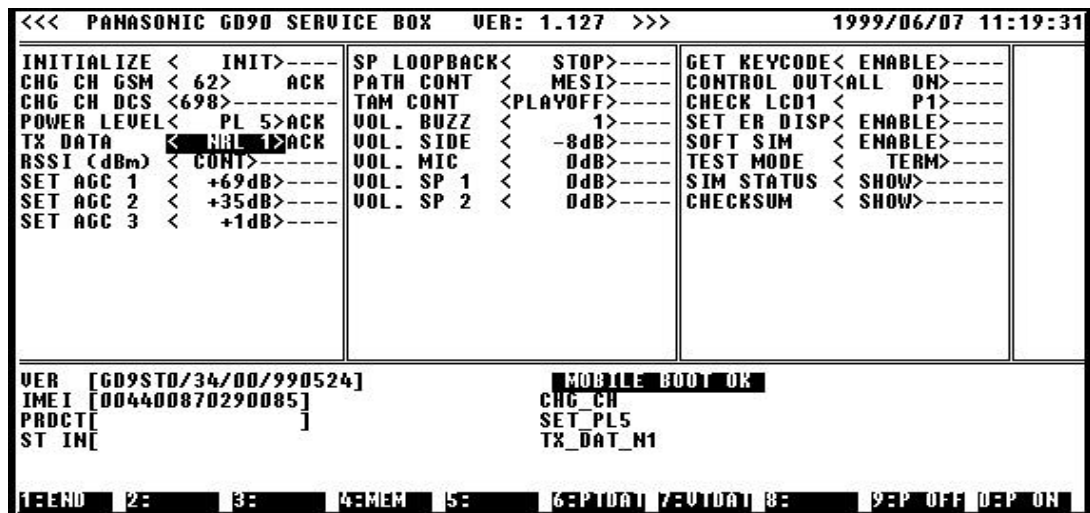 <<< PANASONIC GD90 SERVICE BOX VER: 1.127 >>> 1999/06/07 11:19:31
INITIALIZE < INIT>----
CHG CH GSM < 62> ACK
CHG CH DCS <698>---------
POWER LEVEL< PL 5>ACK
TX DATA < NRL 1>ACK
RSSI (dBm) < CONT>------
SET AGC 1 < +69dB>----
SET AGC 2 < +35dB>----
SET AGC 3 < +1dB>----
SP LOOPBACK< STOP>----
PATH CONT < MESI>----
TAM CONT <PLAYOFF>----
VOL. BUZZ < 1>----
VOL. SIDE < -8dB>----
VOL. MIC < 0dB>----
VOL. SP 1 < 0dB>----
VOL. SP 2 < 0dB>----
GET KEYCODE< ENABLE>----
CONTROL OUT<ALL ON>----
CHECK LCD1 < P1>----
SET ER DISP< ENABLE>----
SOFT SIM < ENABLE>----
TEST MODE < TERM>----
SIM STATUS < SHOW>------
CHECKSUM < SHOW>------
VER [GD9ST0/34/00/990524]
IMEI [004400870290085]
PRDCT[ ]
ST IN[
MOBILE BOOT OK
CHG_CH
SET_PL5
TX_DAT_N1
1:END 2: 3: 4:MEM 5: 6:PTDAT 7:VTDAT 8: 9:P OFF 0:P ON